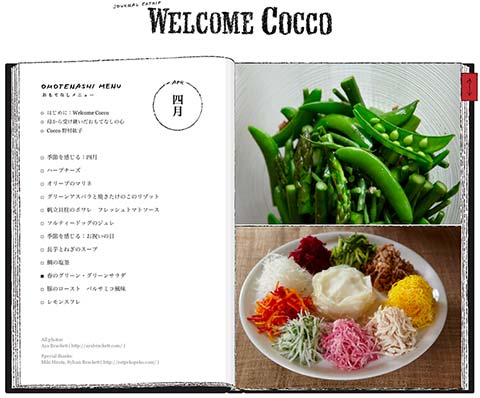 JOURNAL EATRIP
WELCOME COCCO
OMOTENASHI MENU
おもてなしメニュー
APR
四月
はじめに:Welcome Cocco
母から受け継いだおもてなしの心
Cocco 野村紘子
季節を感じる:四月
ハーブチーズ
オリーブのマリネ
グリーンアスパラと焼きたけのこのリゾット
帆立貝柱のポワレ フレッシュトマトソース
ソルティードッグのジュレ
季節を感じる:お祝いの日
長芋とねぎのスープ
鯛の塩釜
春のグリーン・グリーンサラダ
豚のロースト バルサミコ風味
レモンスフレ
All photos
Aya Brackett( http://ayabrackett.com/ )
Special thanks